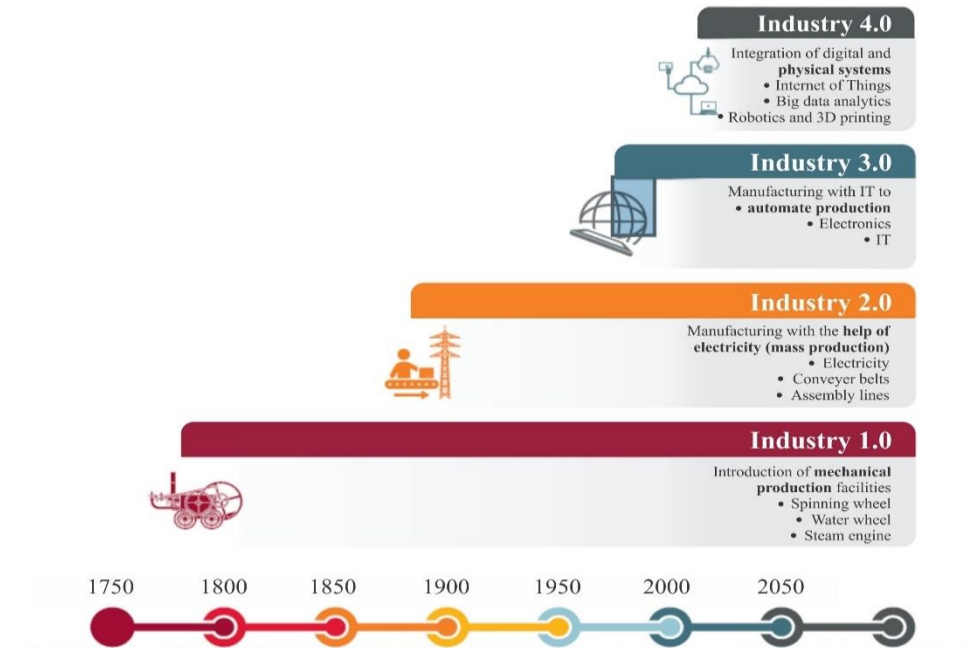 Industry 4.0
Integration of digital and
physical systems
• Internet of Things
• Big data analytics
• Robotics and 3D printing
Industry 3.0
Manufacturing with IT to
• automate production
• Electronics
• IT
Industry 2.0
Manufacturing with the help of
electricity (mass production)
• Electricity
• Conveyer belts
• Assembly lines
Industry 1.0
Introduction of mechanical
production facilities
• Spinning wheel
• Water wheel
• Steam engine
1750 1800 1850 1900 1950 2000 2050